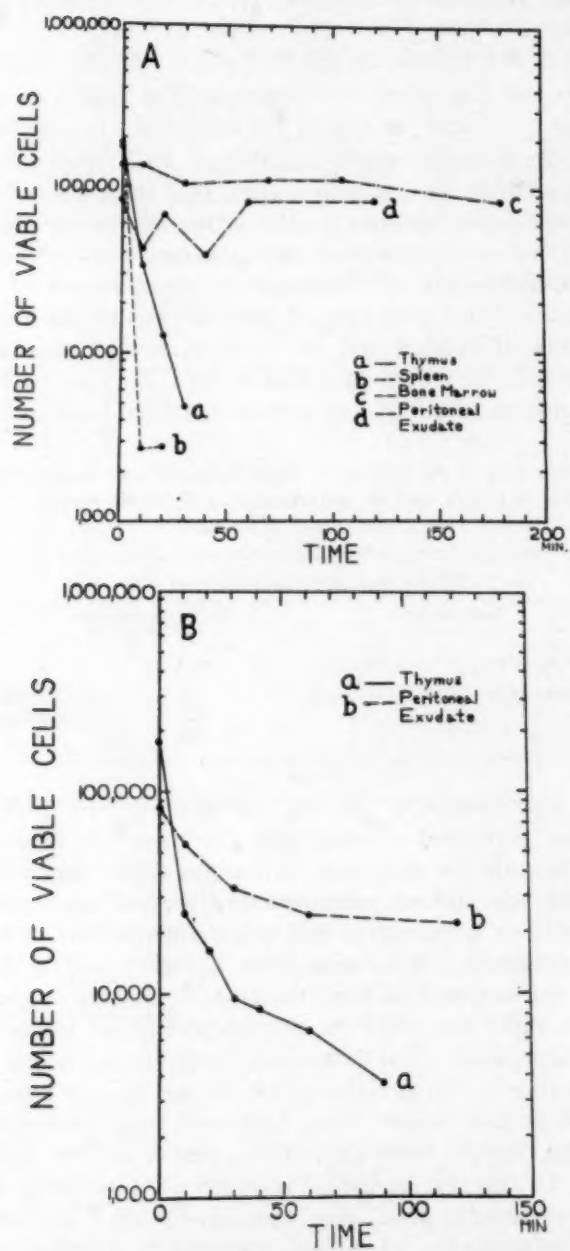 A
1,000,000
100,000
10,000
1,000
NUMBER OF VIABLE CELLS
c
d
a
b
a Thymus
b Spleen
c Bone Marrow
d Peritoneal
Exudate
0 50 100 150 200
MIN.
TIME
B
1,000,000
100,000
10,000
1,000
NUMBER OF VIABLE CELLS
a Thymus
b Peritoneal
Exudate
b
a
0 50 100 150
MIN
TIME